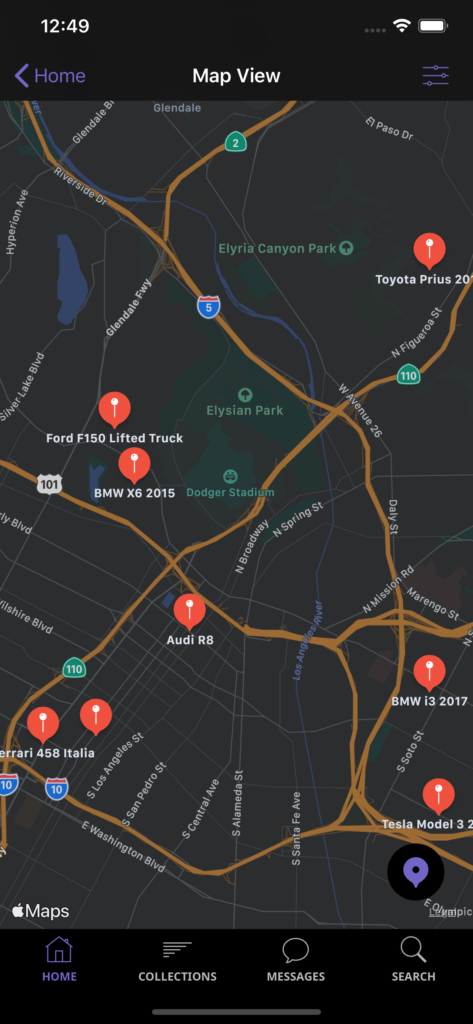 12:49
Home
Map View
Glendale
Glendale Bl
El Paso Dr
2
Riverside Dr
Hyperion Ave
Elyria Canyon Park
Toyota Prius 20
Glendale Fwy
5
N Figueroa St
Silver Lake Blvd
110
Elysian Park
W Avenue 26
Ford F150 Lifted Truck
BMW X6 2015
101
Dodger Stadium
N Spring St
Daly St
N Broadway
N Mission Rd
Marengo St
Wilshire Blvd
Audi R8
Los Angeles River
110
BMW i3 2017
errari 458 Italia
S Los Angeles St
S Soto St
10
10
S San Pedro St
S Central Ave
S Alameda St
S Santa Fe Ave
Tesla Model 3 2
E Washington Blvd
Maps
Legal
HOME
COLLECTIONS
MESSAGES
SEARCH